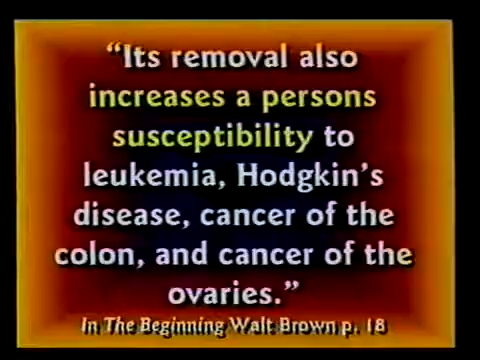 “Its removal also
increases a persons
susceptibility to
leukemia, Hodgkin's
disease, cancer of the
colon, and cancer of the
ovaries.”
In The Beginning Walt Brown p. 18